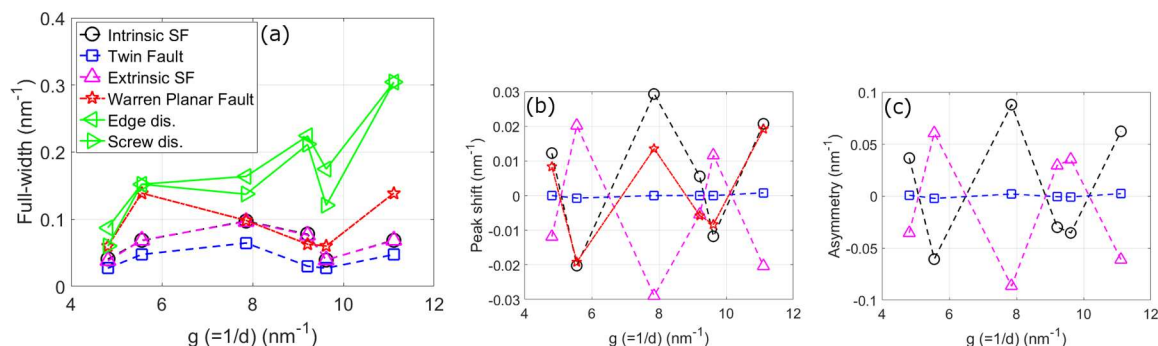 (a)
Intrinsic SF
Twin Fault
Extrinsic SF
Warren Planar Fault
Edge dis.
Screw dis.
Full-width (nm⁻¹)
0.4
0.3
0.2
0.1
0
4 6 8 10 12
g (=1/d) (nm⁻¹)
(b)
Peak shift (nm⁻¹)
0.03
0.02
0.01
0
-0.01
-0.02
-0.03
4 6 8 10 12
g (=1/d) (nm⁻¹)
(c)
Asymmetry (nm⁻¹)
0.1
0.05
0
-0.05
-0.1
4 6 8 10 12
g (=1/d) (nm⁻¹)